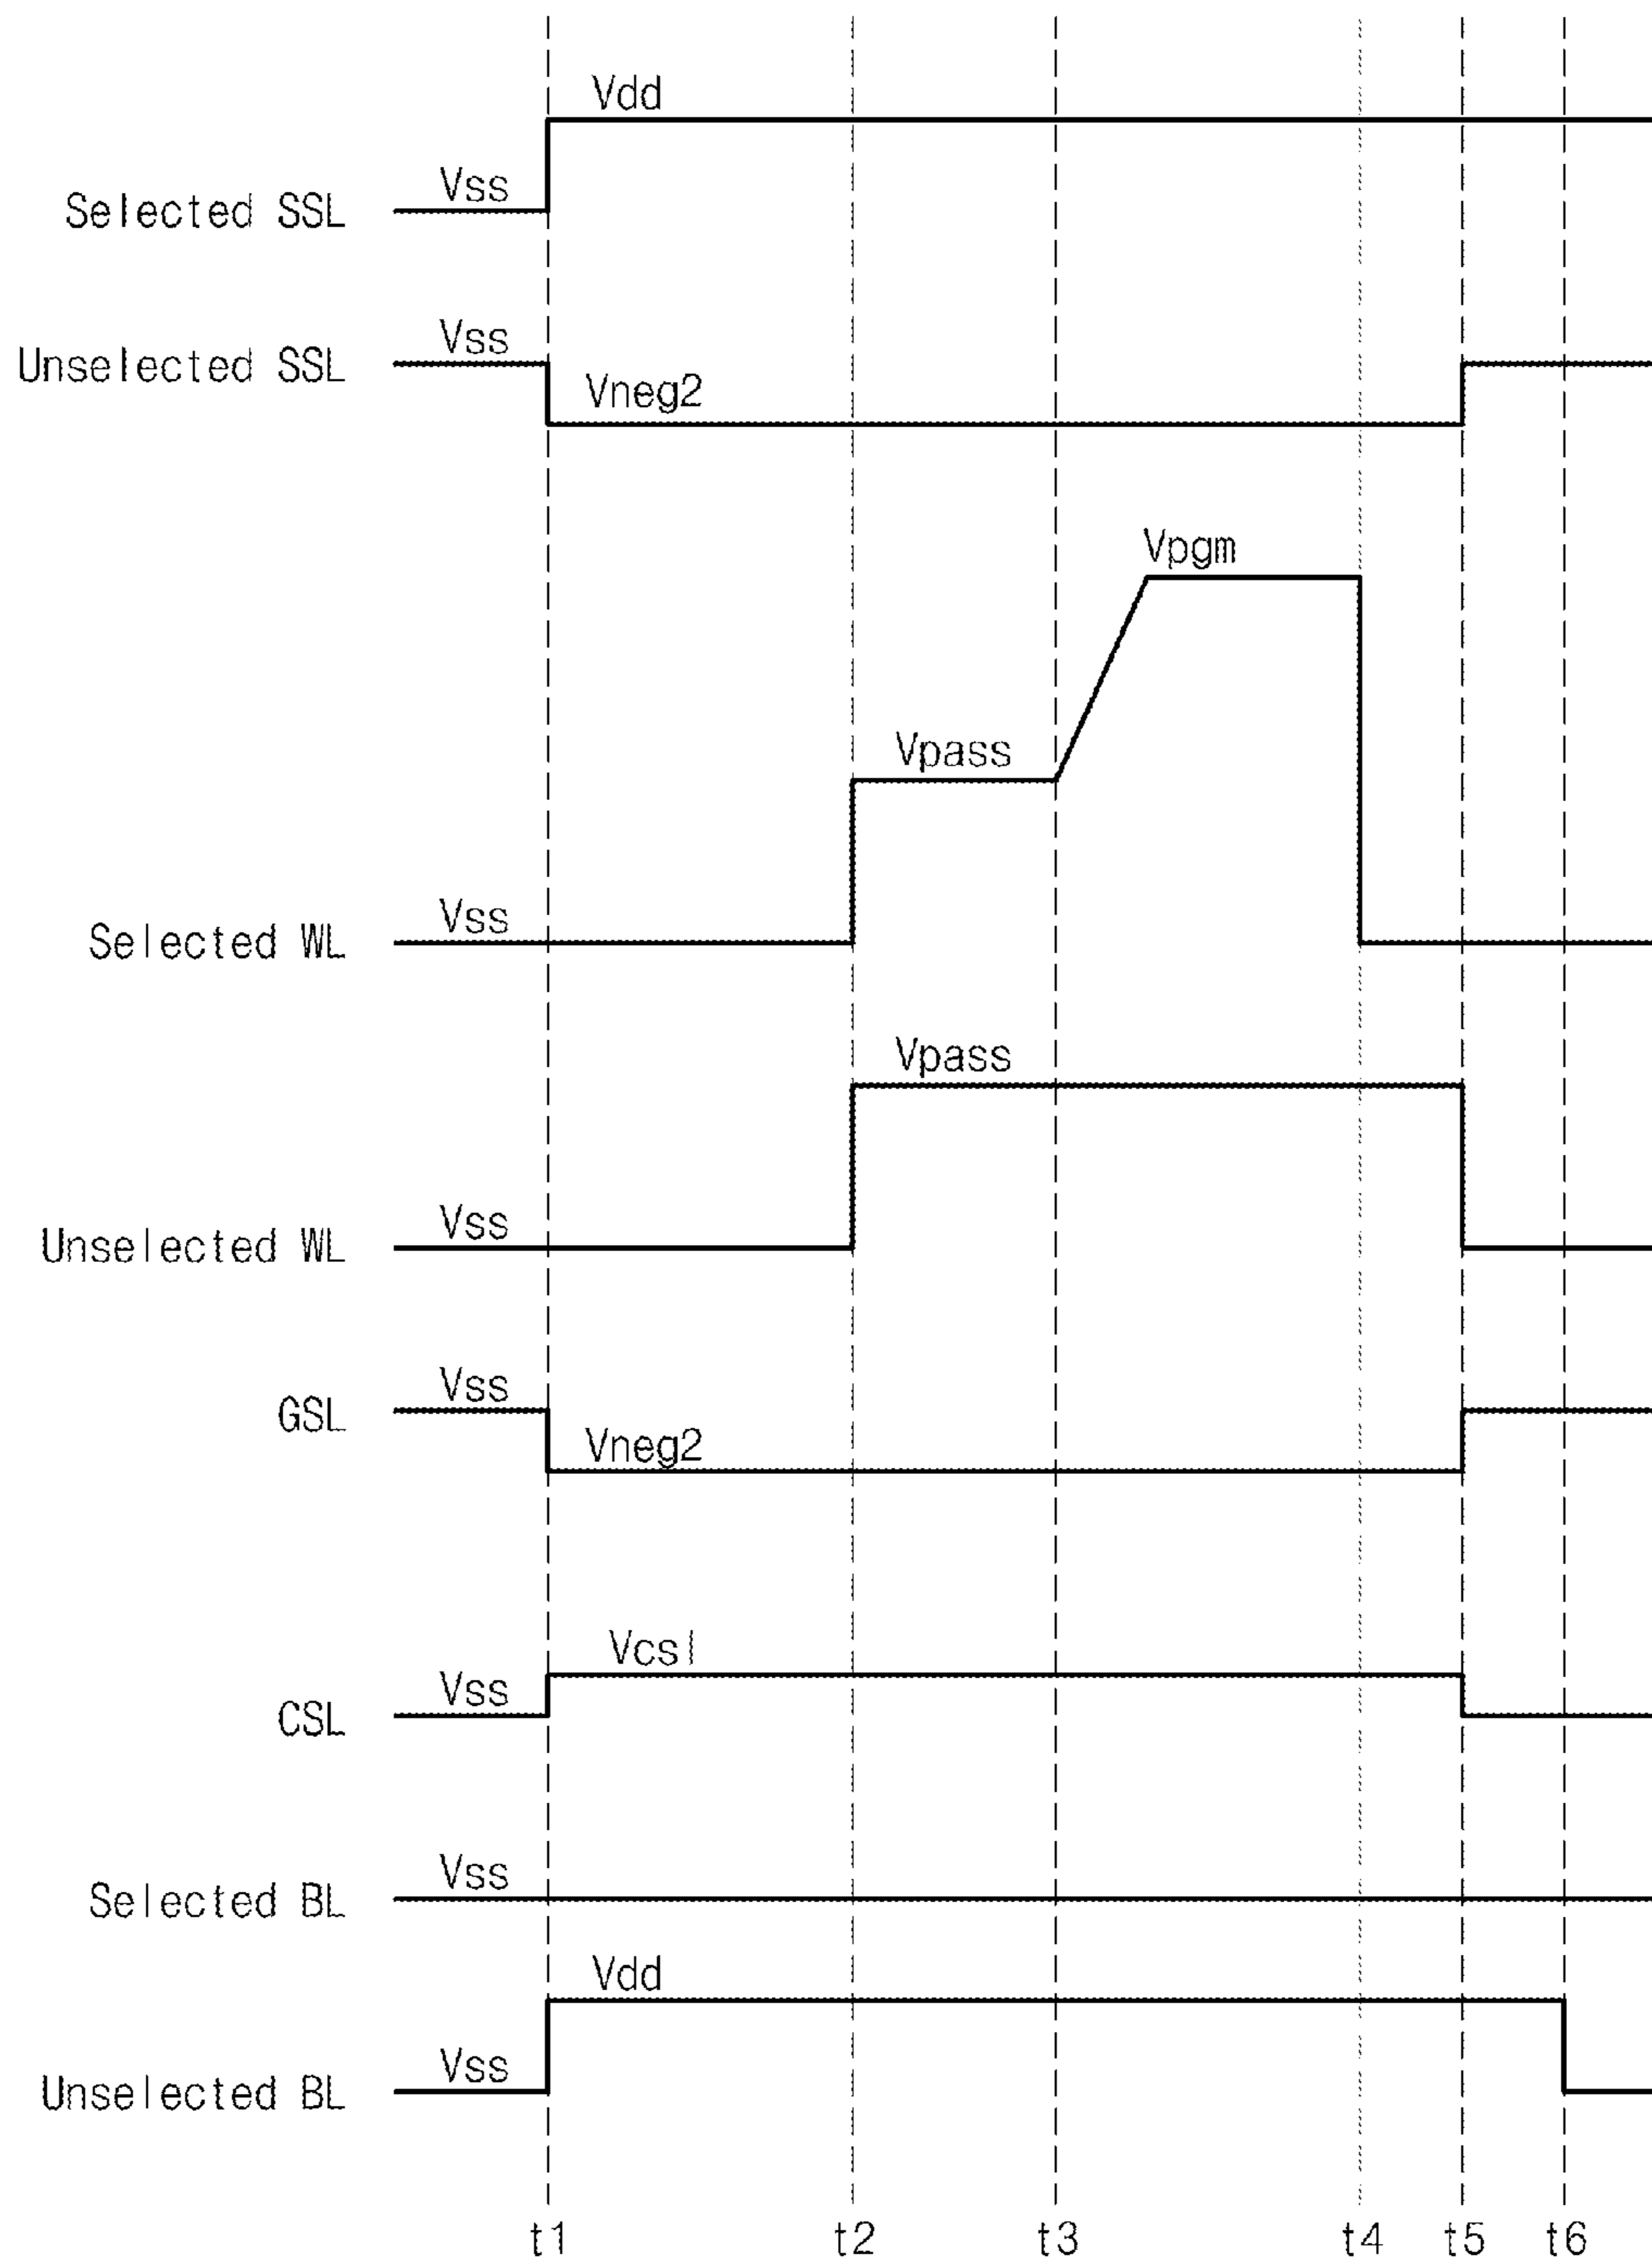 Vdd
Selected SSL Vss
Unselected SSL Vss
Vneg2
Vpgm
Vpass
Selected WL Vss
Vpass
Unselected WL Vss
GSL Vss
Vneg2
Vcsl
CSL Vss
Selected BL Vss
Vdd
Unselected BL Vss
t1 t2 t3 t4 t5 t6